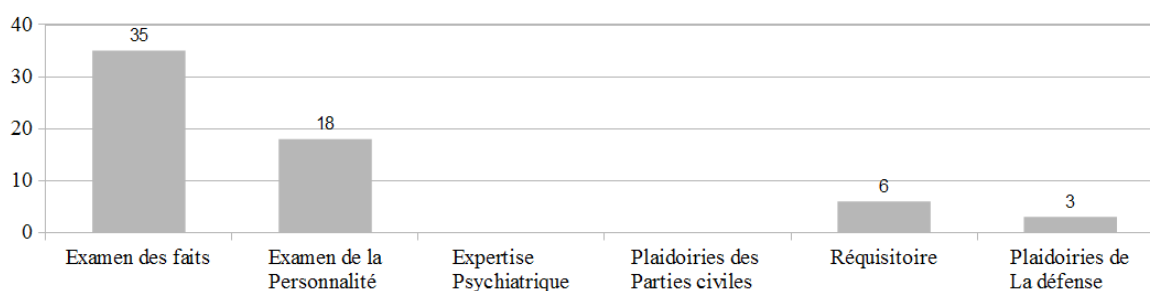 40
35
30
18
20
10
6
3
0
Examen des faits
Examen de la
Personnalité
Expertise
Psychiatrique
Plaidoiries des
Parties civiles
Réquisitoire
Plaidoiries de
La défense